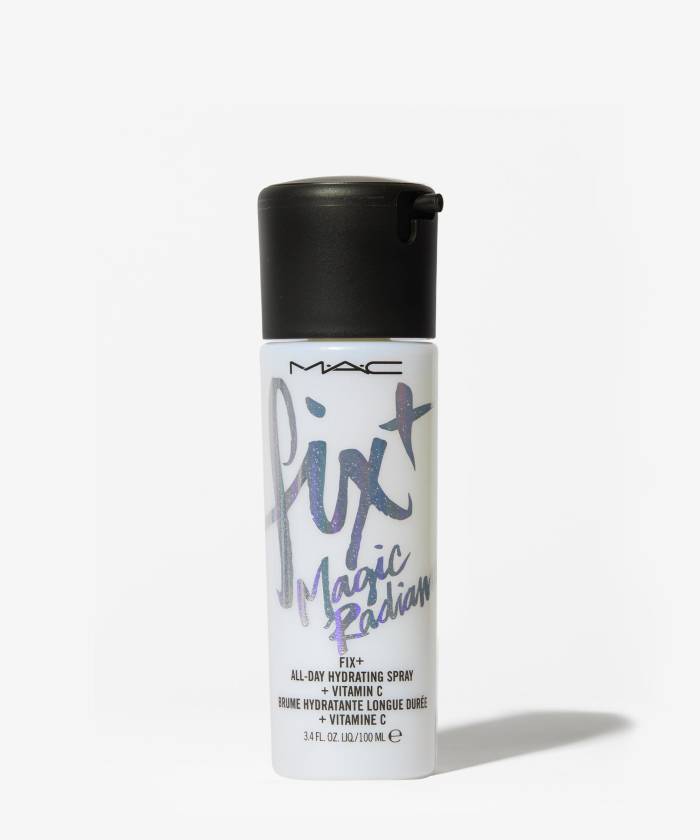 M·A·C
fix+
Magic
Radian
FIX+
ALL-DAY HYDRATING SPRAY
+ VITAMIN C
BRUME HYDRATANTE LONGUE DURÉE
+ VITAMINE C
3.4 FL. OZ. LIQ./100 ML ℮